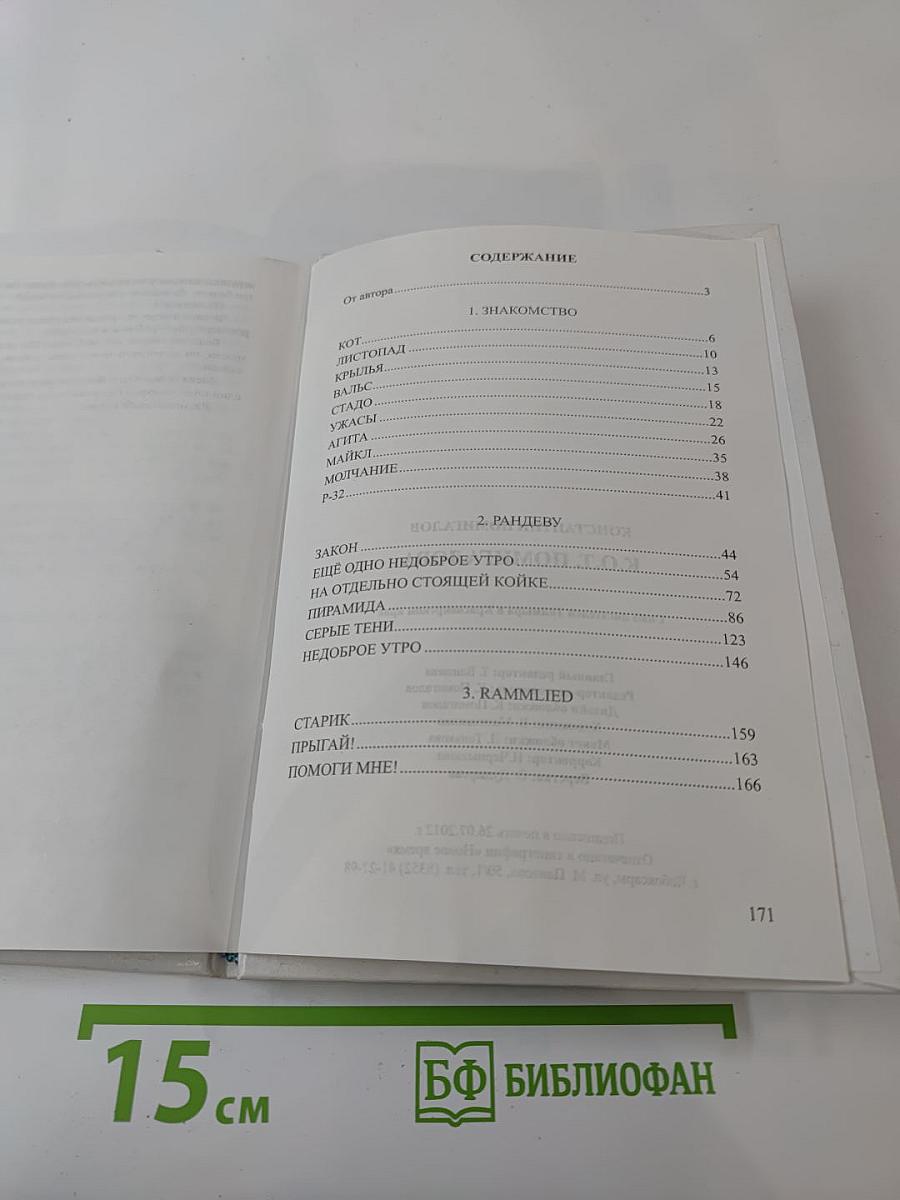 СОДЕРЖАНИЕ
От автора 3
1. ЗНАКОМСТВО
КОТ 6
ЛИСТОПАД 10
КРЫЛЬЯ 13
ВАЛЬС 15
СТАДО 18
УЖАСЫ 22
АГИТА 26
МАЙКЛ 35
МОЛЧАНИЕ 38
Р-32 41
2. РАНДЕВУ
ЗАКОН 44
ЕЩЁ ОДНО НЕДОБРОЕ УТРО 54
НА ОТДЕЛЬНО СТОЯЩЕЙ КОЙКЕ 72
ПИРАМИДА 86
СЕРЫЕ ТЕНИ 123
НЕДОБРОЕ УТРО 146
3. RAMMLIED
СТАРИК 159
ПРЫГАЙ! 163
ПОМОГИ МНЕ! 166
171
15 см
БФ БИБЛИОФАН